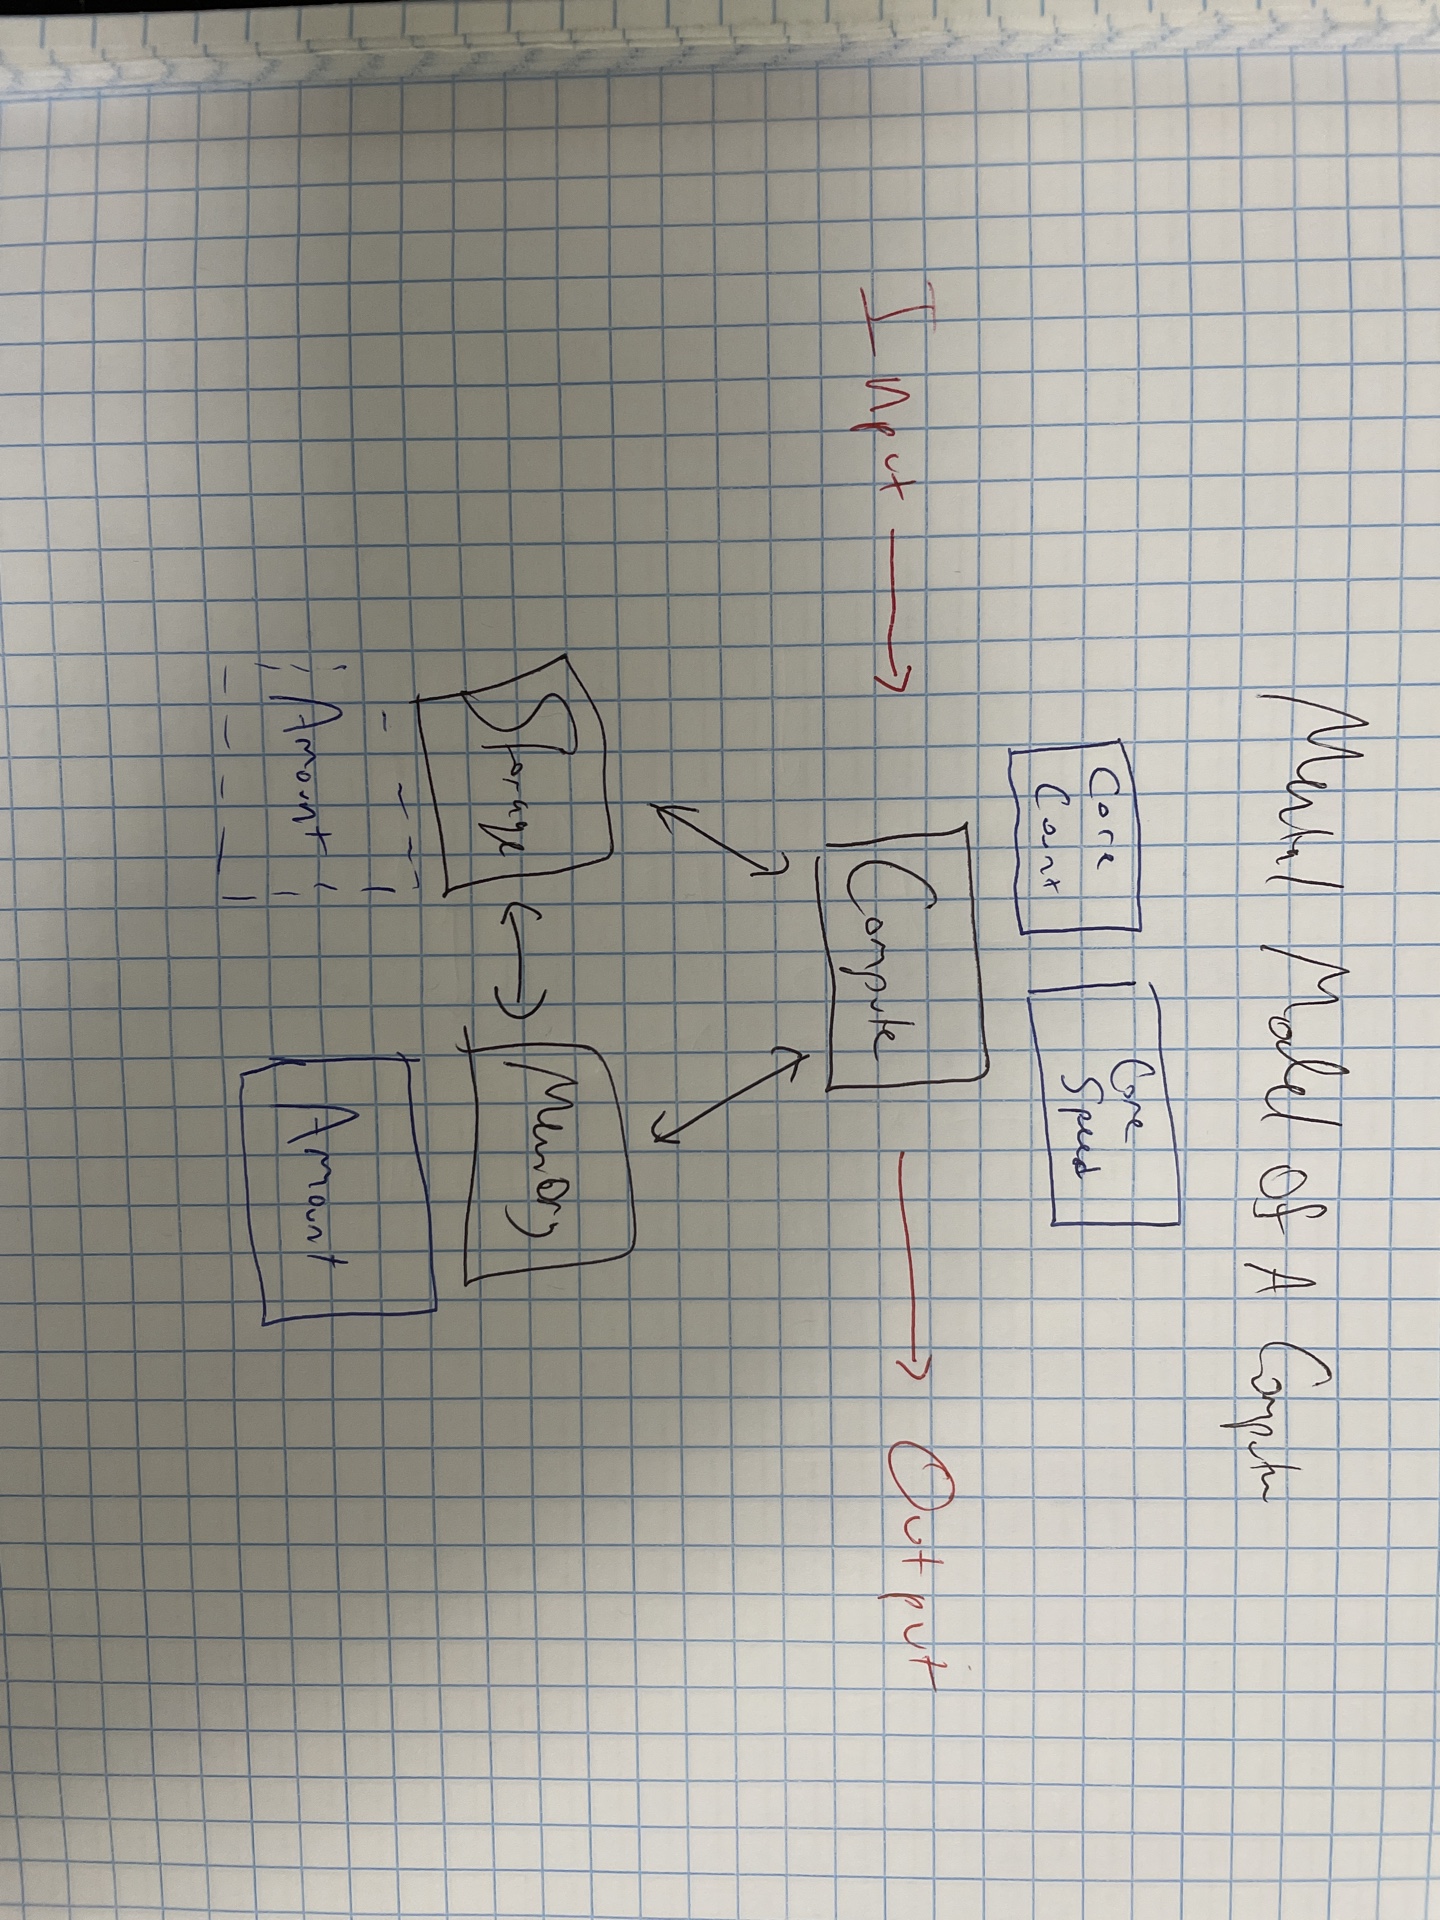 Mental Model Of A Computer
Core
Count
Core
Speed
Input
Compute
Output
Storage
Memory
Amount
Amount